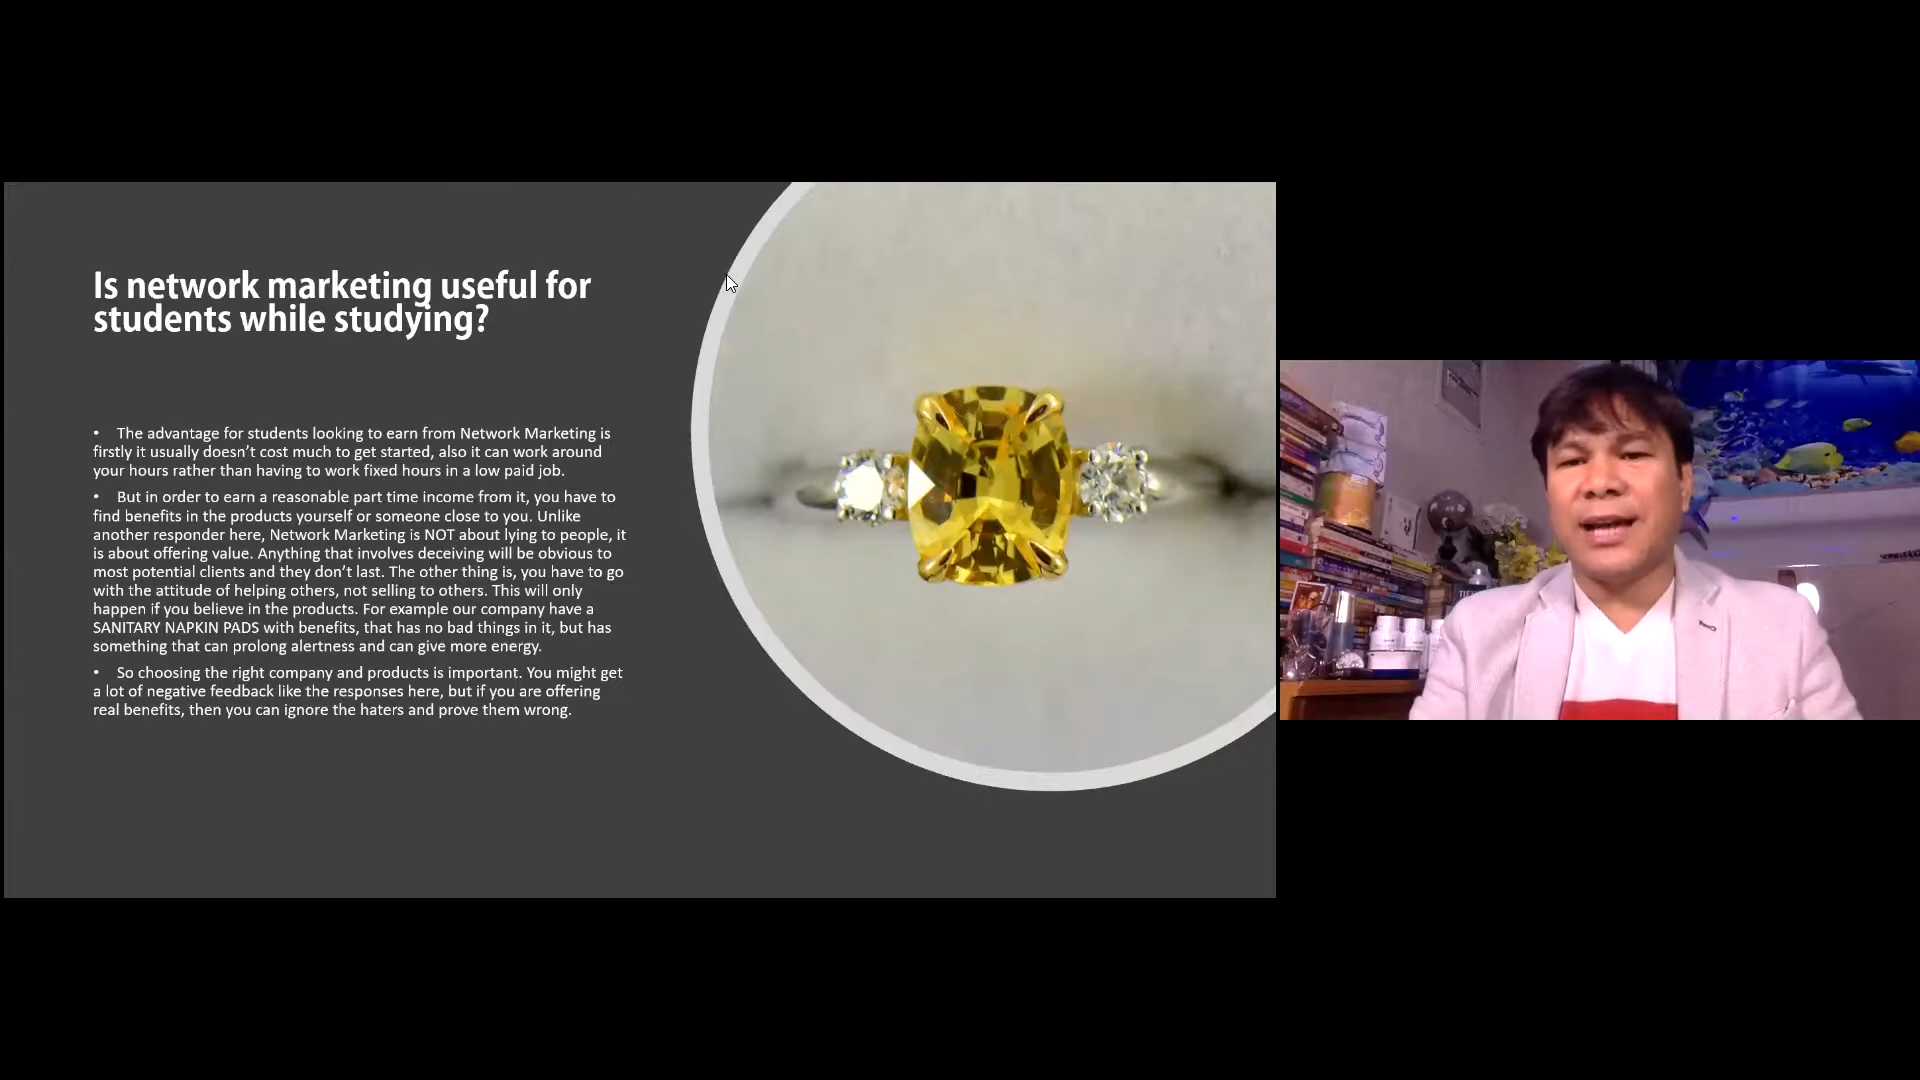 Is network marketing useful for
students while studying?
• The advantage for students looking to earn from Network Marketing is
firstly it usually doesn’t cost much to get started, also it can work around
your hours rather than having to work fixed hours in a low paid job.
• But in order to earn a reasonable part time income from it, you have to
find benefits in the products yourself or someone close to you. Unlike
another responder here, Network Marketing is NOT about lying to people, it
is about offering value. Anything that involves deceiving will be obvious to
most potential clients and they don’t last. The other thing is, you have to go
with the attitude of helping others, not selling to others. This will only
happen if you believe in the products. For example our company have a
SANITARY NAPKIN PADS with benefits, that has no bad things in it, but has
something that can prolong alertness and can give more energy.
• So choosing the right company and products is important. You might get
a lot of negative feedback like the responses here, but if you are offering
real benefits, then you can ignore the haters and prove them wrong.